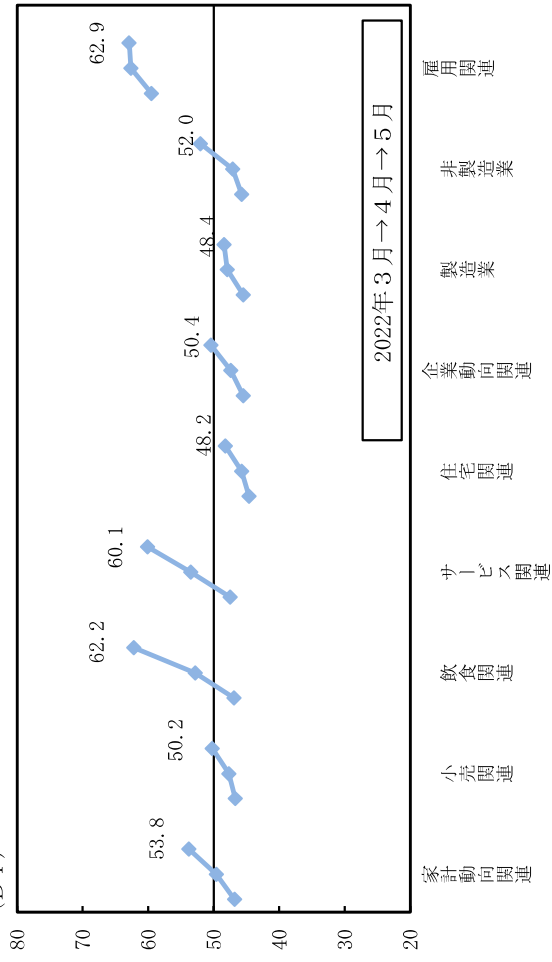 (DI)
80
70
60
50
40
30
20
53.8
50.2
62.2
60.1
48.2
50.4
48.4
52.0
62.9
2022年3月→4月→5月
家計動向関連
小売関連
飲食関連
サービス関連
住宅関連
企業動向関連
製造業
非製造業
雇用関連